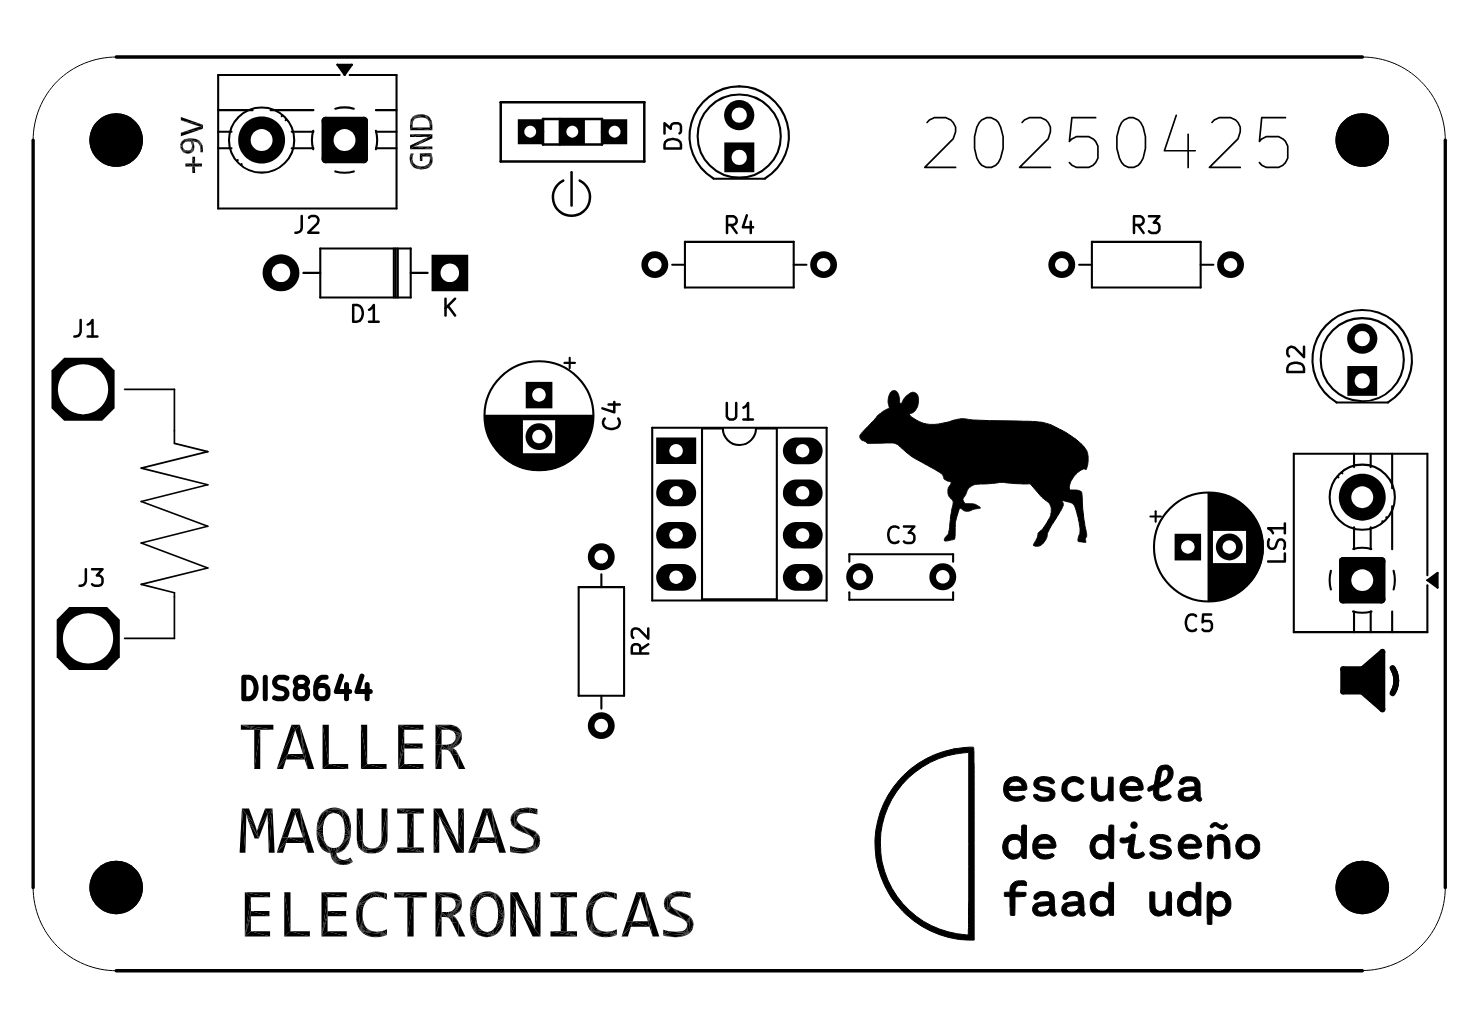 +9V
GND
J2
D3
20250425
R4
R3
D1
K
J1
D2
+
C4
U1
+
LS1
C3
C5
J3
R2
DIS8644
TALLER
MAQUINAS
ELECTRONICAS
escuela
de diseño
faad udp